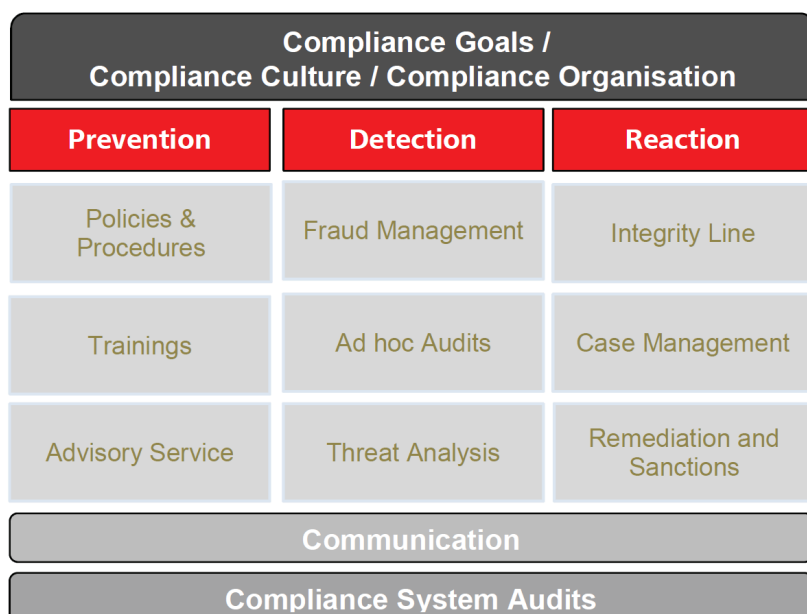 Compliance Goals /
Compliance Culture / Compliance Organisation
Prevention
Detection
Reaction
Policies &
Procedures
Fraud Management
Integrity Line
Trainings
Ad hoc Audits
Case Management
Advisory Service
Threat Analysis
Remediation and
Sanctions
Communication
Compliance System Audits